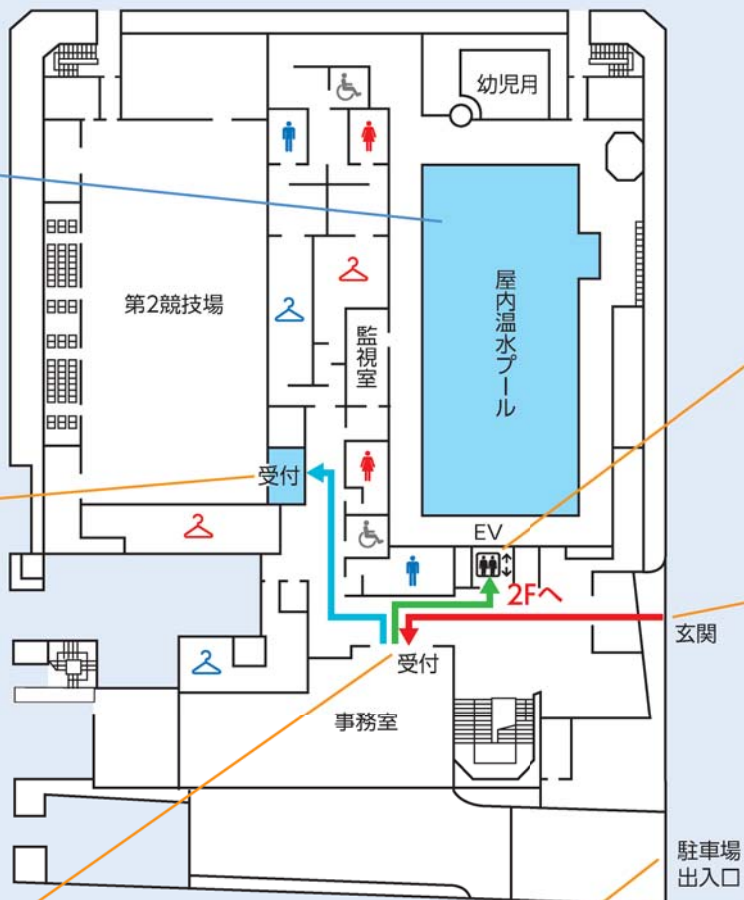 幼児月
第2競技場
監視室
屋内温水プール
受付
EV
2Fへ
玄関
受付
事務室
駐車場
出入口